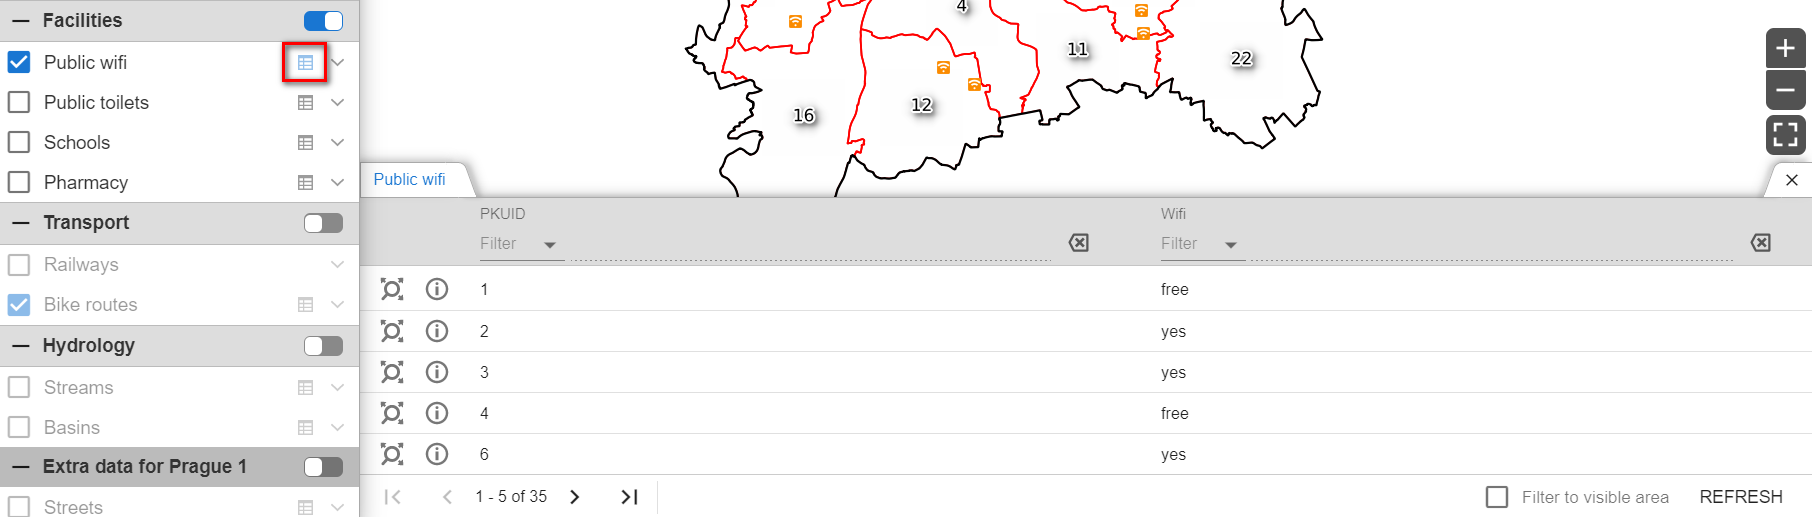 Facilities
Public wifi
Public toilets
Schools
Pharmacy
Transport
Railways
Bike routes
Hydrology
Streams
Basins
Extra data for Prague 1
Streets
4
11
22
12
16
Public wifi
PKUID Wifi
Filter Filter
1 free
2 yes
3 yes
4 free
6 yes
1 - 5 of 35 Filter to visible area REFRESH